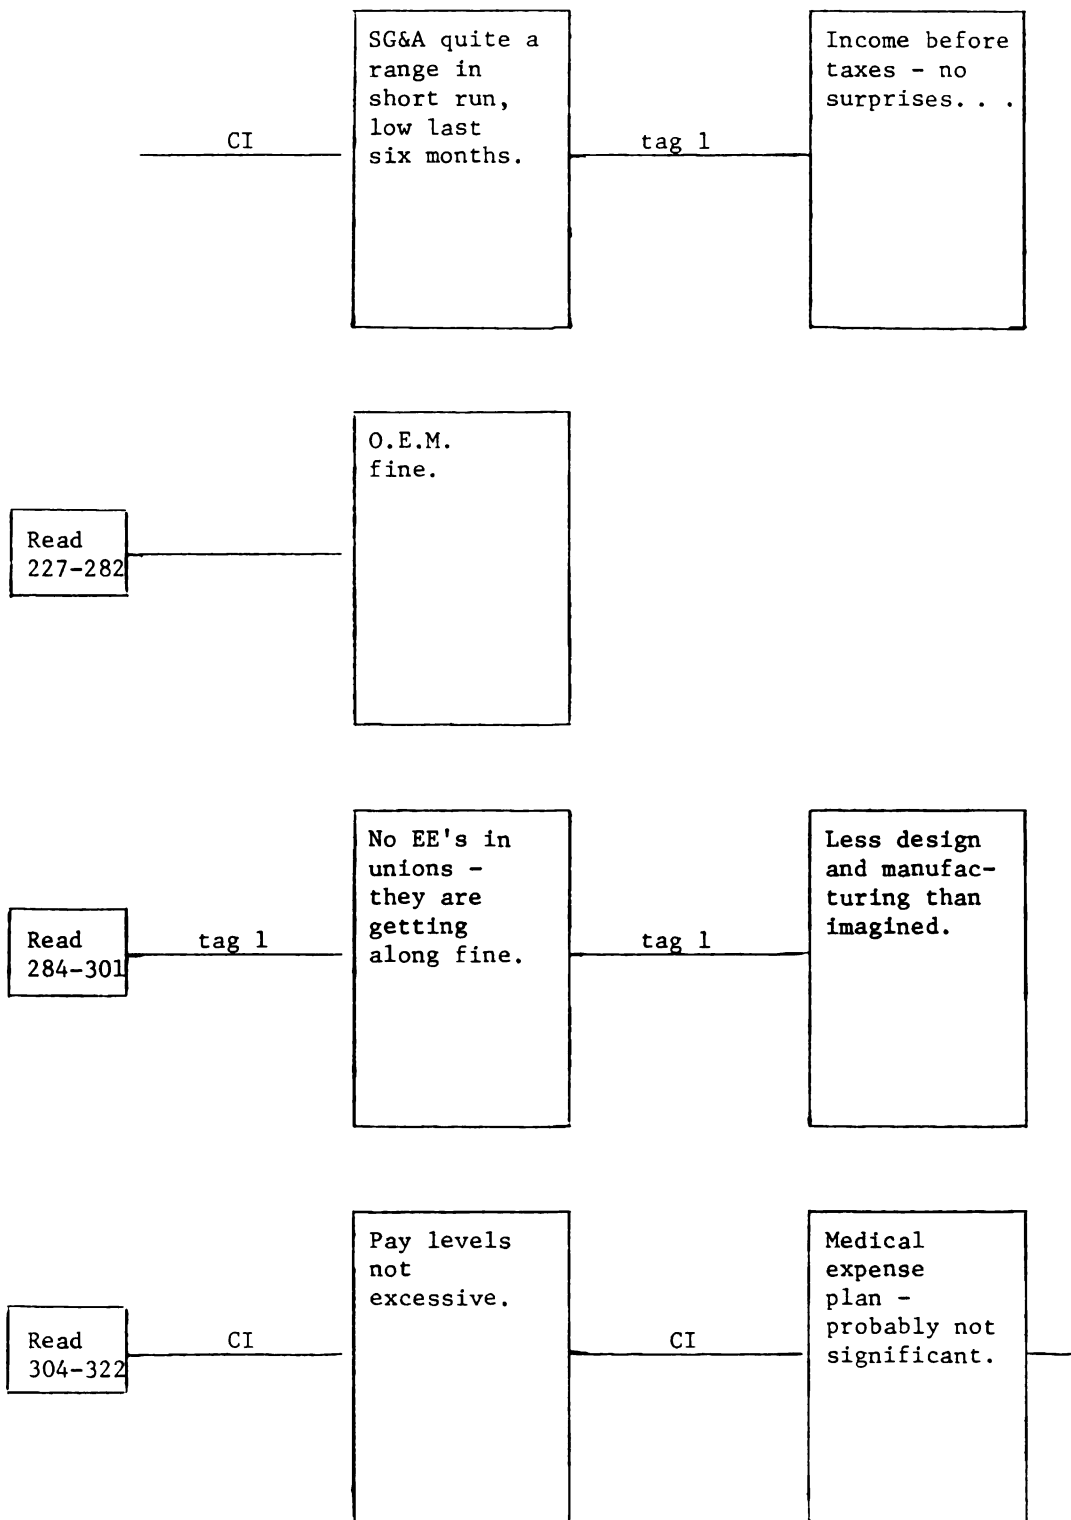 CI
SG&A quite a
range in
short run,
low last
six months.
tag 1
Income before
taxes - no
surprises. . .
Read
227-282
O.E.M.
fine.
Read
284-301
tag 1
No EE's in
unions -
they are
getting
along fine.
tag 1
Less design
and manufac-
turing than
imagined.
Read
304-322
CI
Pay levels
not
excessive.
CI
Medical
expense
plan -
probably not
significant.